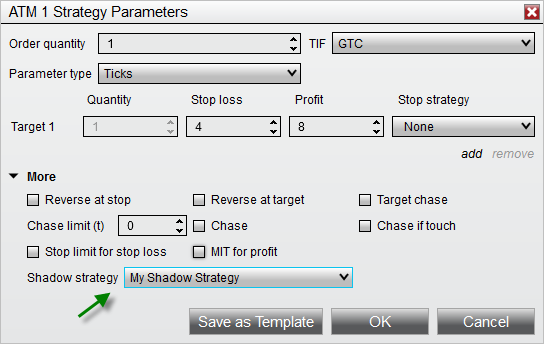 ATM 1 Strategy Parameters
Order quantity 1 TIF GTC
Parameter type Ticks
Quantity Stop loss Profit Stop strategy
Target 1 1 4 8 None
add remove
More
Reverse at stop Reverse at target Target chase
Chase limit (t) 0 Chase Chase if touch
Stop limit for stop loss MIT for profit
Shadow strategy My Shadow Strategy
Save as Template OK Cancel